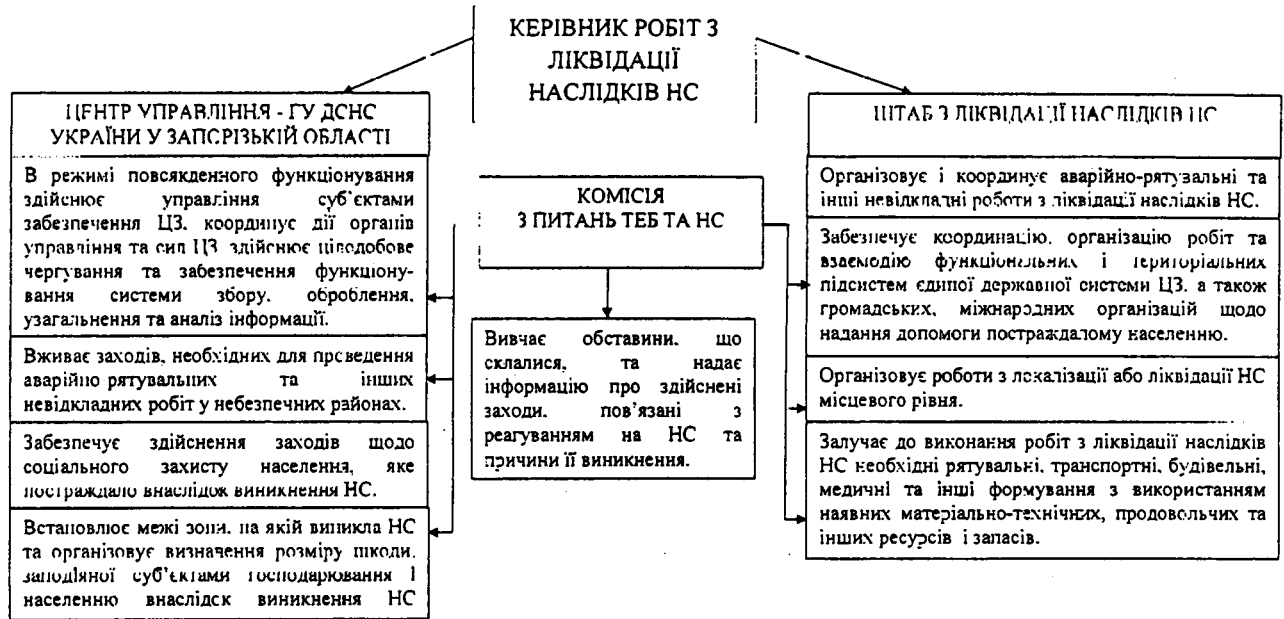 КЕРІВНИК РОБІТ З
ЛІКВІДАЦІЇ
НАСЛІДКІВ НС
ЦЕНТР УПРАВЛІННЯ - ГУ ДСНС
УКРАЇНИ У ЗАПОРІЗЬКІЙ ОБЛАСТІ
В режимі повсякденного функціонування
здійснює управління суб'єктами
забезпечення ЦЗ, координує дії органів
управління та сил ЦЗ здійснює цілодобове
чергування та забезпечення функціону-
вання системи збору, оброблення,
узагальнення та аналіз інформації.
Вживає заходів, необхідних для проведення
аварійно рятувальних та інших
невідкладних робіт у небезпечних районах.
Забезпечує здійснення заходів щодо
соціального захисту населення, яке
постраждало внаслідок виникнення НС.
Встановлює межі зони, на якій виникла НС
та організовує визначення розміру шкоди,
заподіяної суб'єктами господарювання і
населенню внаслідок виникнення НС
КОМІСІЯ
З ПИТАНЬ ТЕБ ТА НС
Вивчає обставини, що
склалися, та надає
інформацію про здійснені
заходи, пов'язані з
реагуванням на НС та
причини її виникнення.
ШТАБ З ЛІКВІДАЦІЇ НАСЛІДКІВ НС
Організовує і координує аварійно-рятувальні та
інші невідкладні роботи з ліквідації наслідків НС.
Забезпечує координацію, організацію робіт та
взаємодію функціональних і територіальних
підсистем єдиної державної системи ЦЗ, а також
громадських, міжнародних організацій щодо
надання допомоги постраждалому населенню.
Організовує роботи з локалізації або ліквідації НС
місцевого рівня.
Залучає до виконання робіт з ліквідації наслідків
НС необхідні рятувальні, транспортні, будівельні,
медичні та інші формування з використанням
наявних матеріально-технічних, продовольчих та
інших ресурсів і запасів.